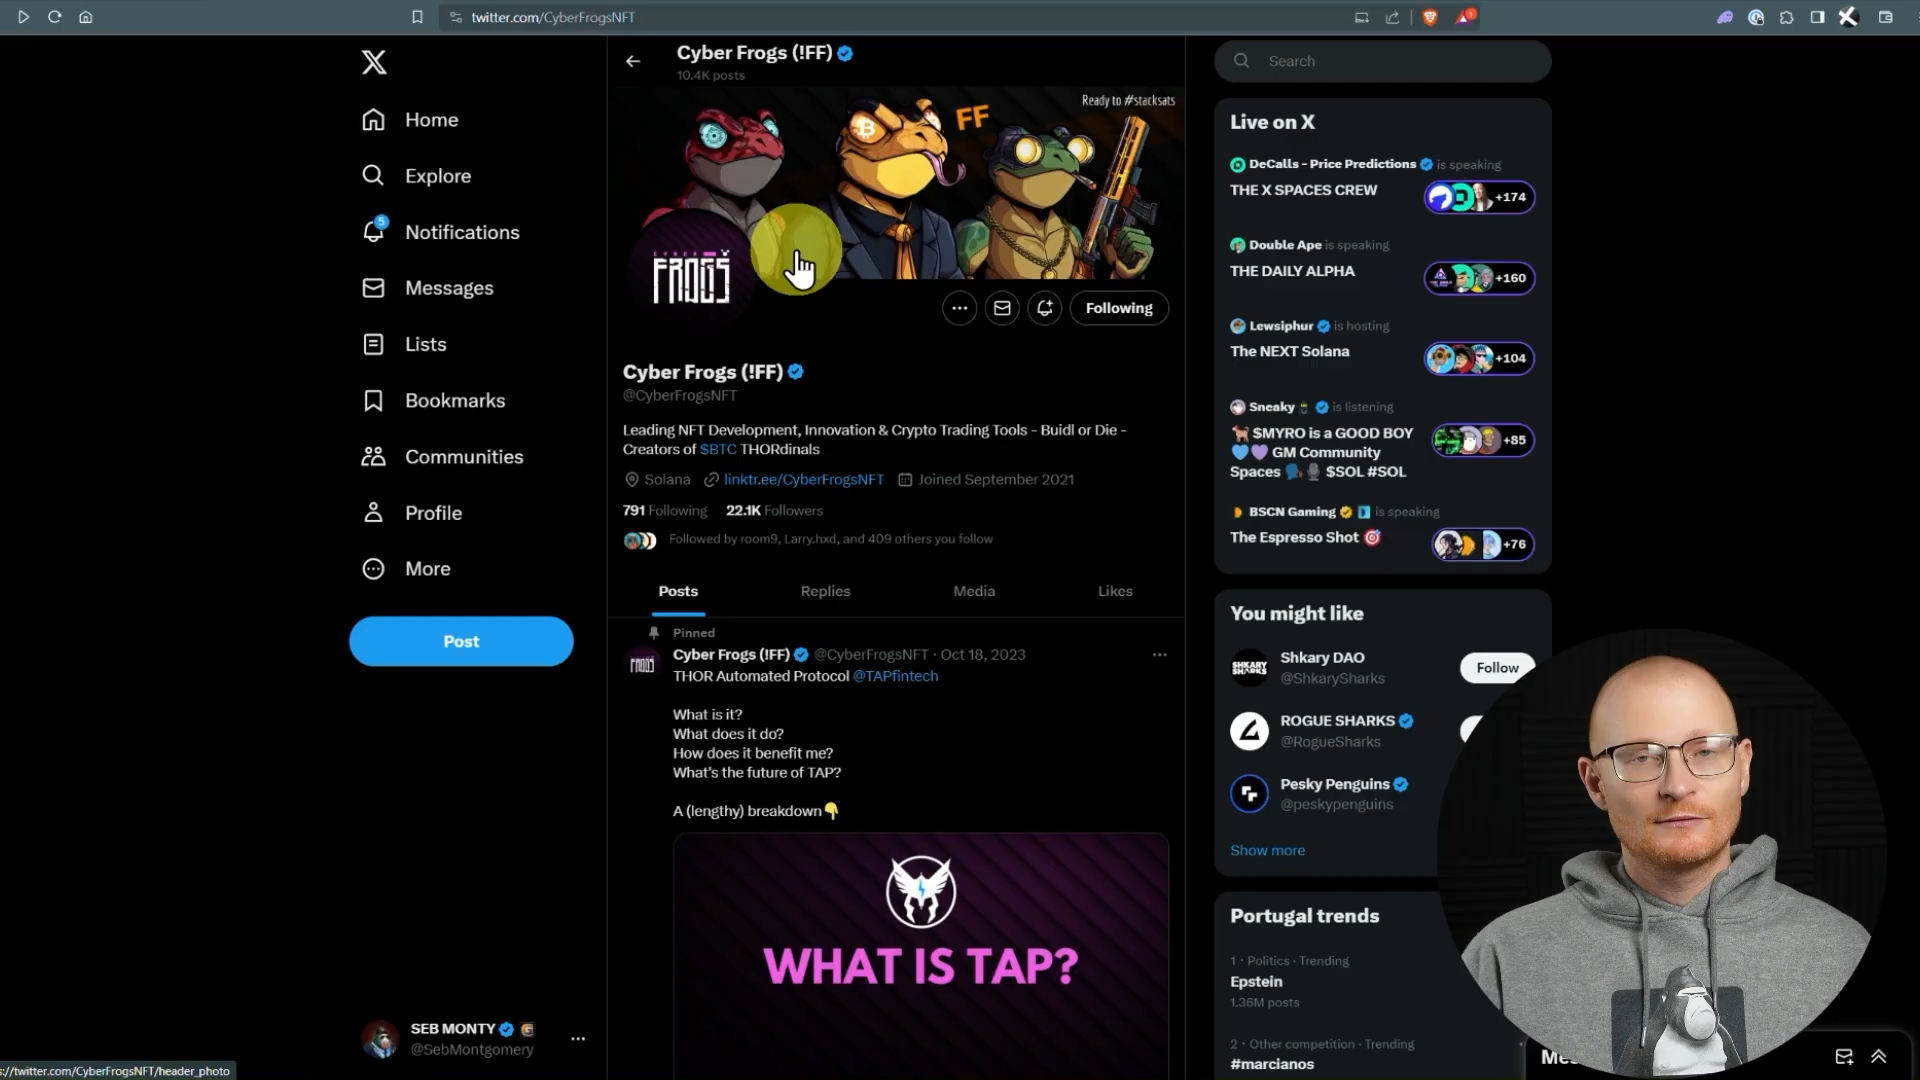 twitter.com/CyberFrogsNFT
Home
Explore
5
Notifications
Messages
Lists
Bookmarks
Communities
Profile
More
Post
SEB MONTY
@SebMontgomery
s://twitter.com/CyberFrogsNFT/header_photo
Cyber Frogs (!FF)
10.4K posts
Ready to #stacksats
FF
CYBER
FROGS
Following
Cyber Frogs (!FF)
@CyberFrogsNFT
Leading NFT Development, Innovation & Crypto Trading Tools - Buidl or Die -
Creators of $BTC THORdinals
Solana linktr.ee/CyberFrogsNFT Joined September 2021
791 Following 22.1K Followers
Followed by room9, Larry.hxd, and 409 others you follow
Posts Replies Media Likes
Pinned
FROGS
Cyber Frogs (!FF) @CyberFrogsNFT · Oct 18, 2023
THOR Automated Protocol @TAPfintech
What is it?
What does it do?
How does it benefit me?
What's the future of TAP?
A (lengthy) breakdown👇
WHAT IS TAP?
Search
Live on X
DeCalls - Price Predictions is speaking
THE X SPACES CREW
+174
Double Ape is speaking
THE DAILY ALPHA
+160
Lewsiphur is hosting
The NEXT Solana
+104
Sneaky is listening
🐕 $MYRO is a GOOD BOY
💙💜 GM Community
Spaces 🗣️🎙️ $SOL #SOL
+85
BSCN Gaming is speaking
The Espresso Shot 🎯
+76
You might like
SHKARY
SHARKS
Shkary DAO
@ShkarySharks
Follow
ROGUE SHARKS
@RogueSharks
Pesky Penguins
@peskypenguins
Show more
Portugal trends
1 · Politics · Trending
Epstein
1.36M posts
2 · Other competition · Trending
#marcianos
Mes